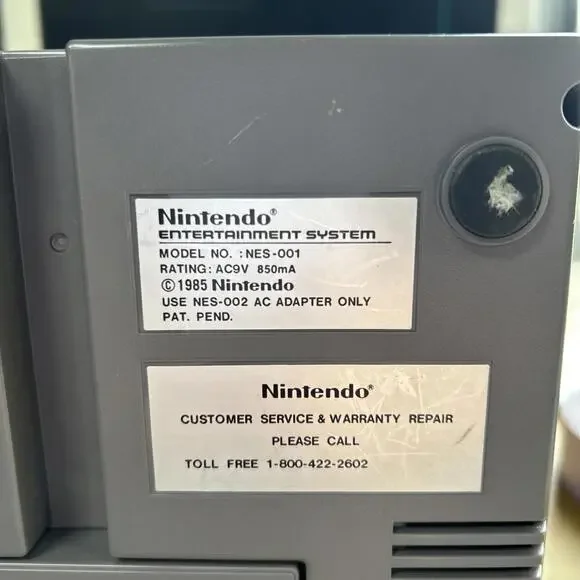 Nintendo®
ENTERTAINMENT SYSTEM
MODEL NO. :NES-001
RATING: AC9V 850mA
©1985 Nintendo
USE NES-002 AC ADAPTER ONLY
PAT. PEND.
Nintendo®
CUSTOMER SERVICE & WARRANTY REPAIR
PLEASE CALL
TOLL FREE 1-800-422-2602